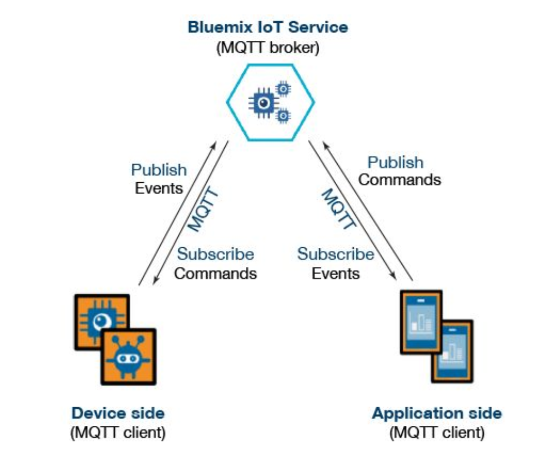 Bluemix IoT Service
(MQTT broker)
Publish
Events
MQTT
Subscribe
Commands
Publish
Commands
MQTT
Subscribe
Events
Device side
(MQTT client)
Application side
(MQTT client)